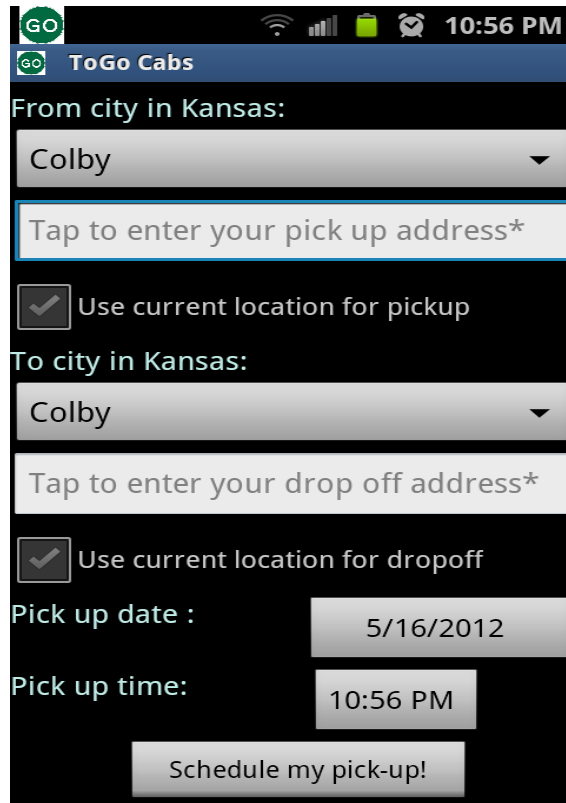 GO 10:56 PM
GO ToGo Cabs
From city in Kansas:
Colby
Tap to enter your pick up address*
Use current location for pickup
To city in Kansas:
Colby
Tap to enter your drop off address*
Use current location for dropoff
Pick up date : 5/16/2012
Pick up time: 10:56 PM
Schedule my pick-up!